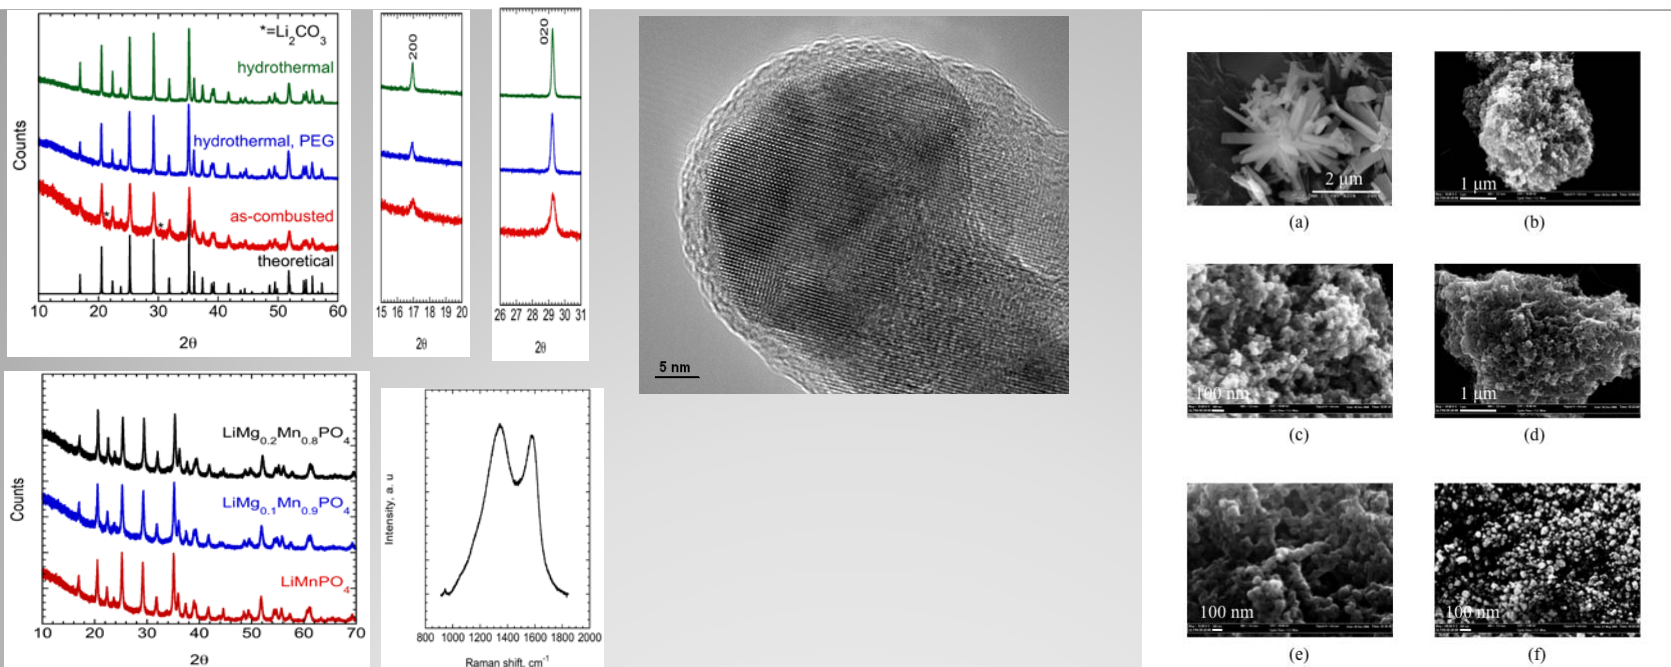 *=Li2CO3
hydrothermal
hydrothermal, PEG
as-combusted
*
*
theoretical
Counts
10 20 30 40 50 60
2θ
200
15 16 17 18 19 20
2θ
020
26 27 28 29 30 31
2θ
5 nm
2 μm
(a)
1 μm
(b)
100 nm
(c)
1 μm
(d)
100 nm
(e)
100 nm
(f)
LiMg0.2Mn0.8PO4
LiMg0.1Mn0.9PO4
LiMnPO4
Counts
10 20 30 40 50 60 70
2θ
Intensity, a. u
800 1000 1200 1400 1600 1800 2000
Raman shift, cm-1